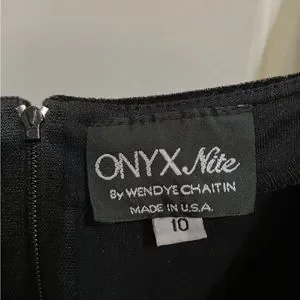 ONYX Nite
By WENDYE CHAITIN
MADE IN U.S.A.
10